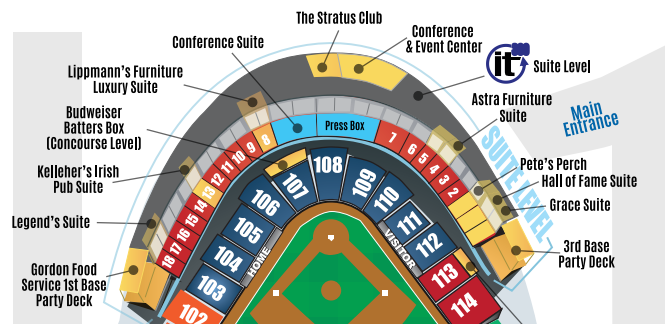 The Stratus Club
Conference
& Event Center
Conference Suite
it
Suite Level
Lippmann's Furniture
Luxury Suite
Astra Furniture
Suite
Main
Entrance
Budweiser
Batters Box
(Concourse Level)
Press Box
SUITE LEVEL
Kelleher's Irish
Pub Suite
Pete's Perch
Hall of Fame Suite
Grace Suite
Legend's Suite
3rd Base
Party Deck
Gordon Food
Service 1st Base
Party Deck
18
17
16
15
14
13
12
11
10
9
8
7
6
5
4
3
2
102
103
104
105
106
107
108
109
110
111
112
113
114
HOME
VISITOR